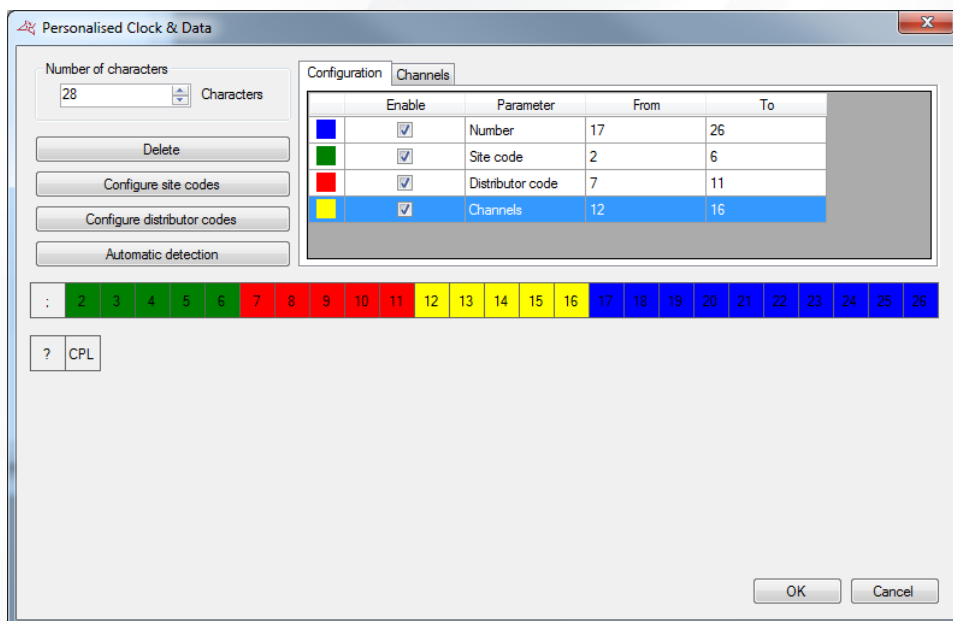 Personalised Clock & Data
X
Number of characters
28 Characters
Delete
Configure site codes
Configure distributor codes
Automatic detection
Configuration Channels
Enable Parameter From To
Number 17 26
Site code 2 6
Distributor code 7 11
Channels 12 16
; 2 3 4 5 6 7 8 9 10 11 12 13 14 15 16 17 18 19 20 21 22 23 24 25 26
? CPL
OK Cancel